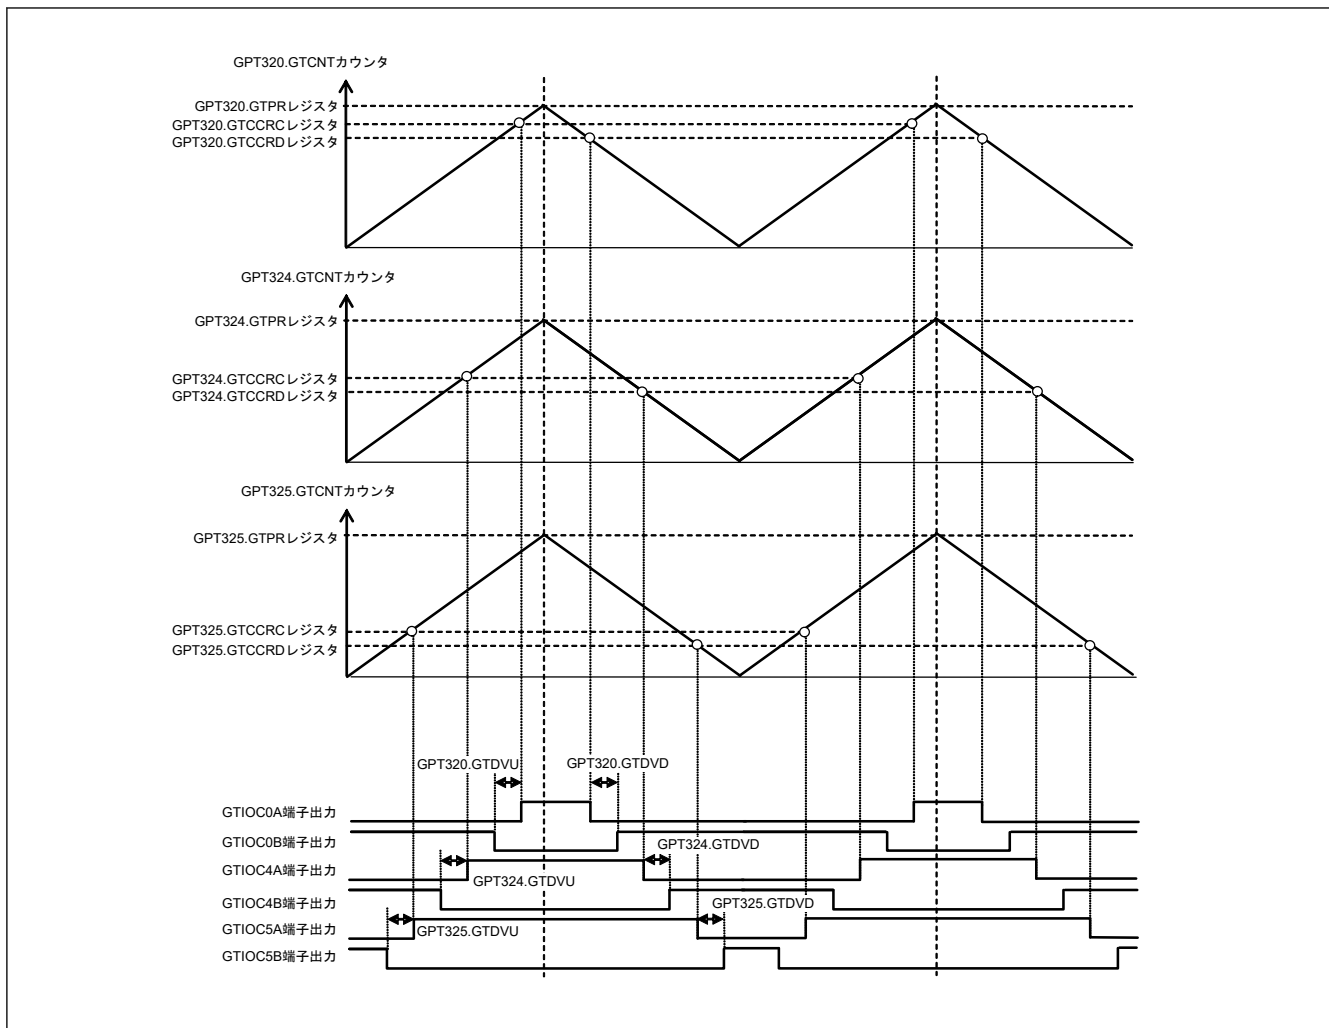 GPT320.GTCNTカウンタ
GPT320.GTPRレジスタ
GPT320.GTCCRCレジスタ
GPT320.GTCCRDレジスタ
GPT324.GTCNTカウンタ
GPT324.GTPRレジスタ
GPT324.GTCCRCレジスタ
GPT324.GTCCRDレジスタ
GPT325.GTCNTカウンタ
GPT325.GTPRレジスタ
GPT325.GTCCRCレジスタ
GPT325.GTCCRDレジスタ
GPT320.GTDVU
GPT320.GTDVD
GTIOC0A端子出力
GTIOC0B端子出力
GPT324.GTDVD
GTIOC4A端子出力
GPT324.GTDVU
GTIOC4B端子出力
GPT325.GTDVD
GTIOC5A端子出力
GPT325.GTDVU
GTIOC5B端子出力